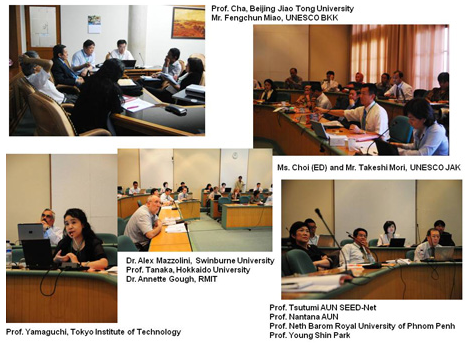 Prof. Cha, Beijing Jiao Tong University
Mr. Fengchun Miao, UNESCO BKK
Ms. Choi (ED) and Mr. Takeshi Mori, UNESCO JAK
Dr. Alex Mazzolini, Swinburne University
Prof. Tanaka, Hokkaido University
Dr. Annette Gough, RMIT
Prof. Yamaguchi, Tokyo Institute of Technology
Prof. Tsutumi AUN SEED-Net
Prof. Nantana AUN
Prof. Neth Barom Royal University of Phnom Penh
Prof. Young Shin Park